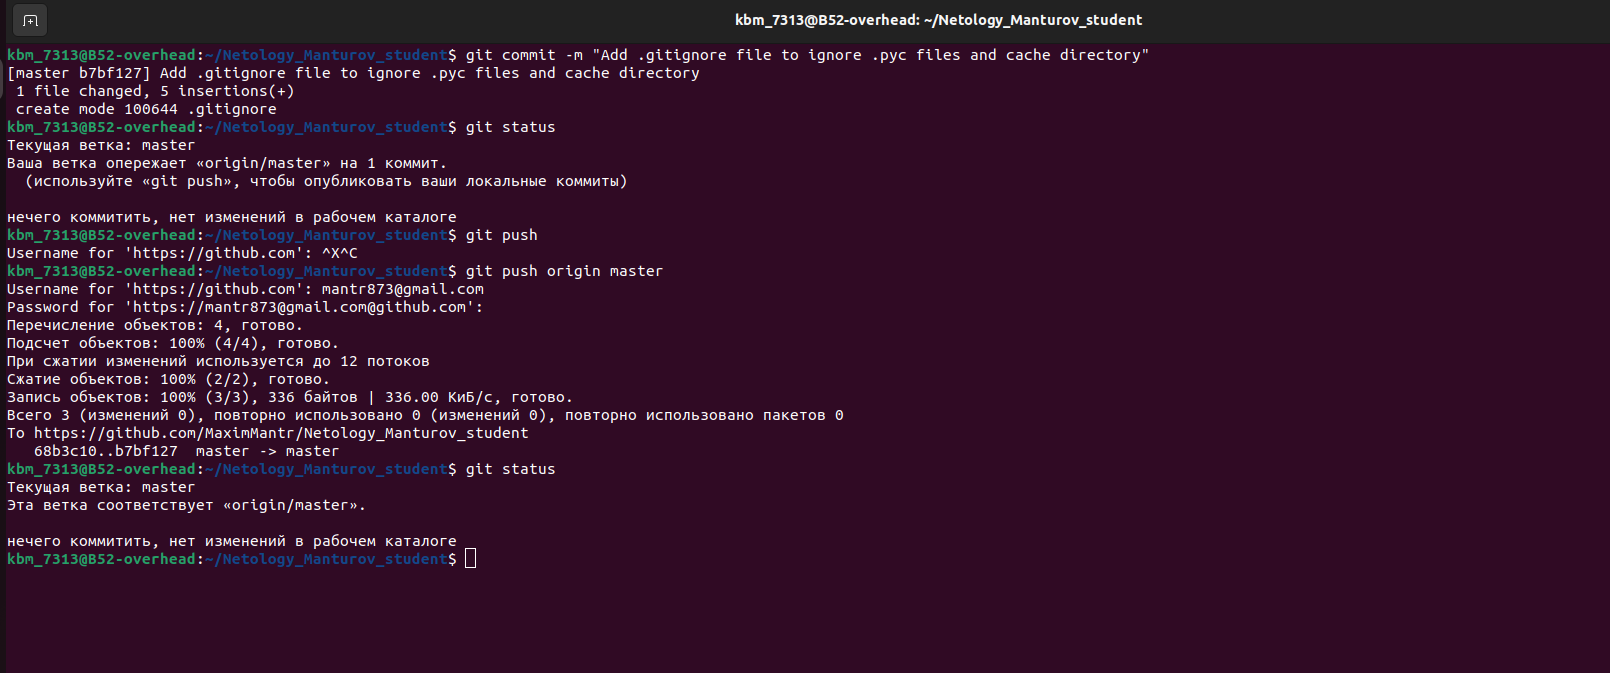 kbm_7313@B52-overhead: ~/Netology_Manturov_student
kbm_7313@B52-overhead:~/Netology_Manturov_student$ git commit -m "Add .gitignore file to ignore .pyc files and cache directory"
[master b7bf127] Add .gitignore file to ignore .pyc files and cache directory
 1 file changed, 5 insertions(+)
 create mode 100644 .gitignore
kbm_7313@B52-overhead:~/Netology_Manturov_student$ git status
Текущая ветка: master
Ваша ветка опережает «origin/master» на 1 коммит.
  (используйте «git push», чтобы опубликовать ваши локальные коммиты)
нечего коммитить, нет изменений в рабочем каталоге
kbm_7313@B52-overhead:~/Netology_Manturov_student$ git push
Username for 'https://github.com': ^X^C
kbm_7313@B52-overhead:~/Netology_Manturov_student$ git push origin master
Username for 'https://github.com': mantr873@gmail.com
Password for 'https://mantr873@gmail.com@github.com':
Перечисление объектов: 4, готово.
Подсчет объектов: 100% (4/4), готово.
При сжатии изменений используется до 12 потоков
Сжатие объектов: 100% (2/2), готово.
Запись объектов: 100% (3/3), 336 байтов | 336.00 КиБ/с, готово.
Всего 3 (изменений 0), повторно использовано 0 (изменений 0), повторно использовано пакетов 0
To https://github.com/MaximMantr/Netology_Manturov_student
   68b3c10..b7bf127  master -> master
kbm_7313@B52-overhead:~/Netology_Manturov_student$ git status
Текущая ветка: master
Эта ветка соответствует «origin/master».
нечего коммитить, нет изменений в рабочем каталоге
kbm_7313@B52-overhead:~/Netology_Manturov_student$